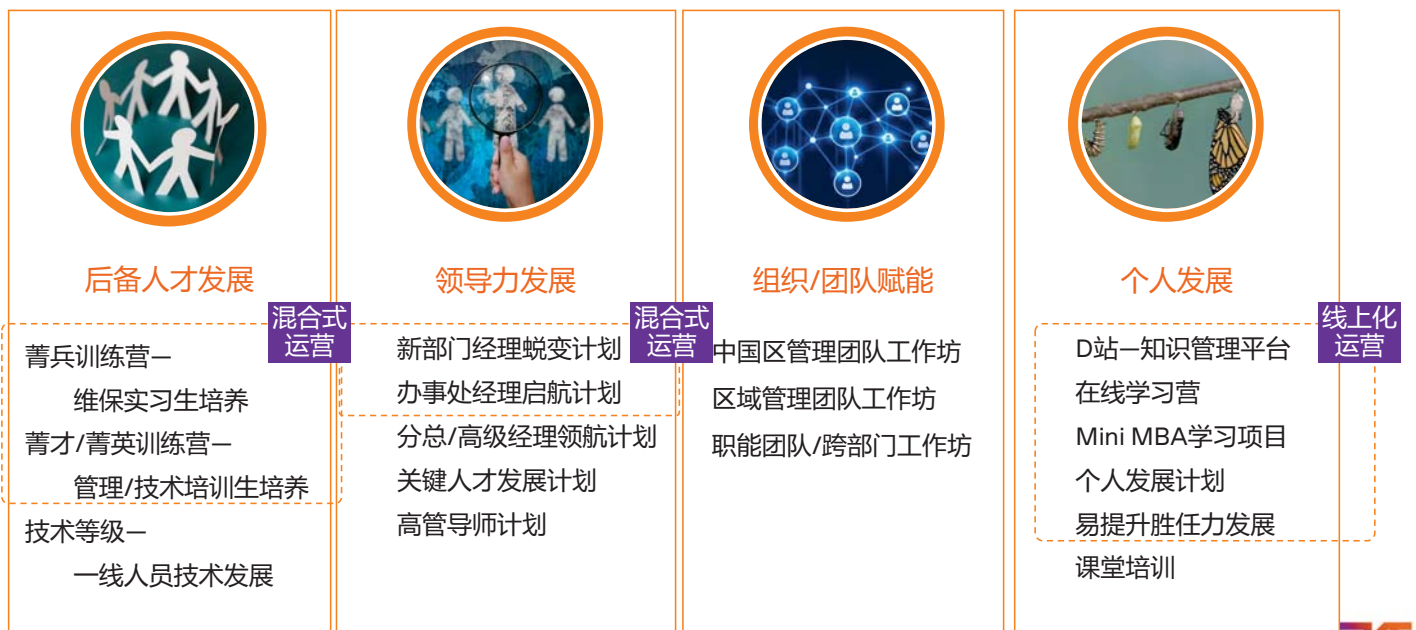 后备人才发展
混合式
运营
菁兵训练营—
维保实习生培养
菁才/菁英训练营—
管理/技术培训生培养
技术等级—
一线人员技术发展
领导力发展
混合式
运营
新部门经理蜕变计划
办事处经理启航计划
分总/高级经理领航计划
关键人才发展计划
高管导师计划
组织/团队赋能
中国区管理团队工作坊
区域管理团队工作坊
职能团队/跨部门工作坊
个人发展
线上化
运营
D站—知识管理平台
在线学习营
Mini MBA学习项目
个人发展计划
易提升胜任力发展
课堂培训